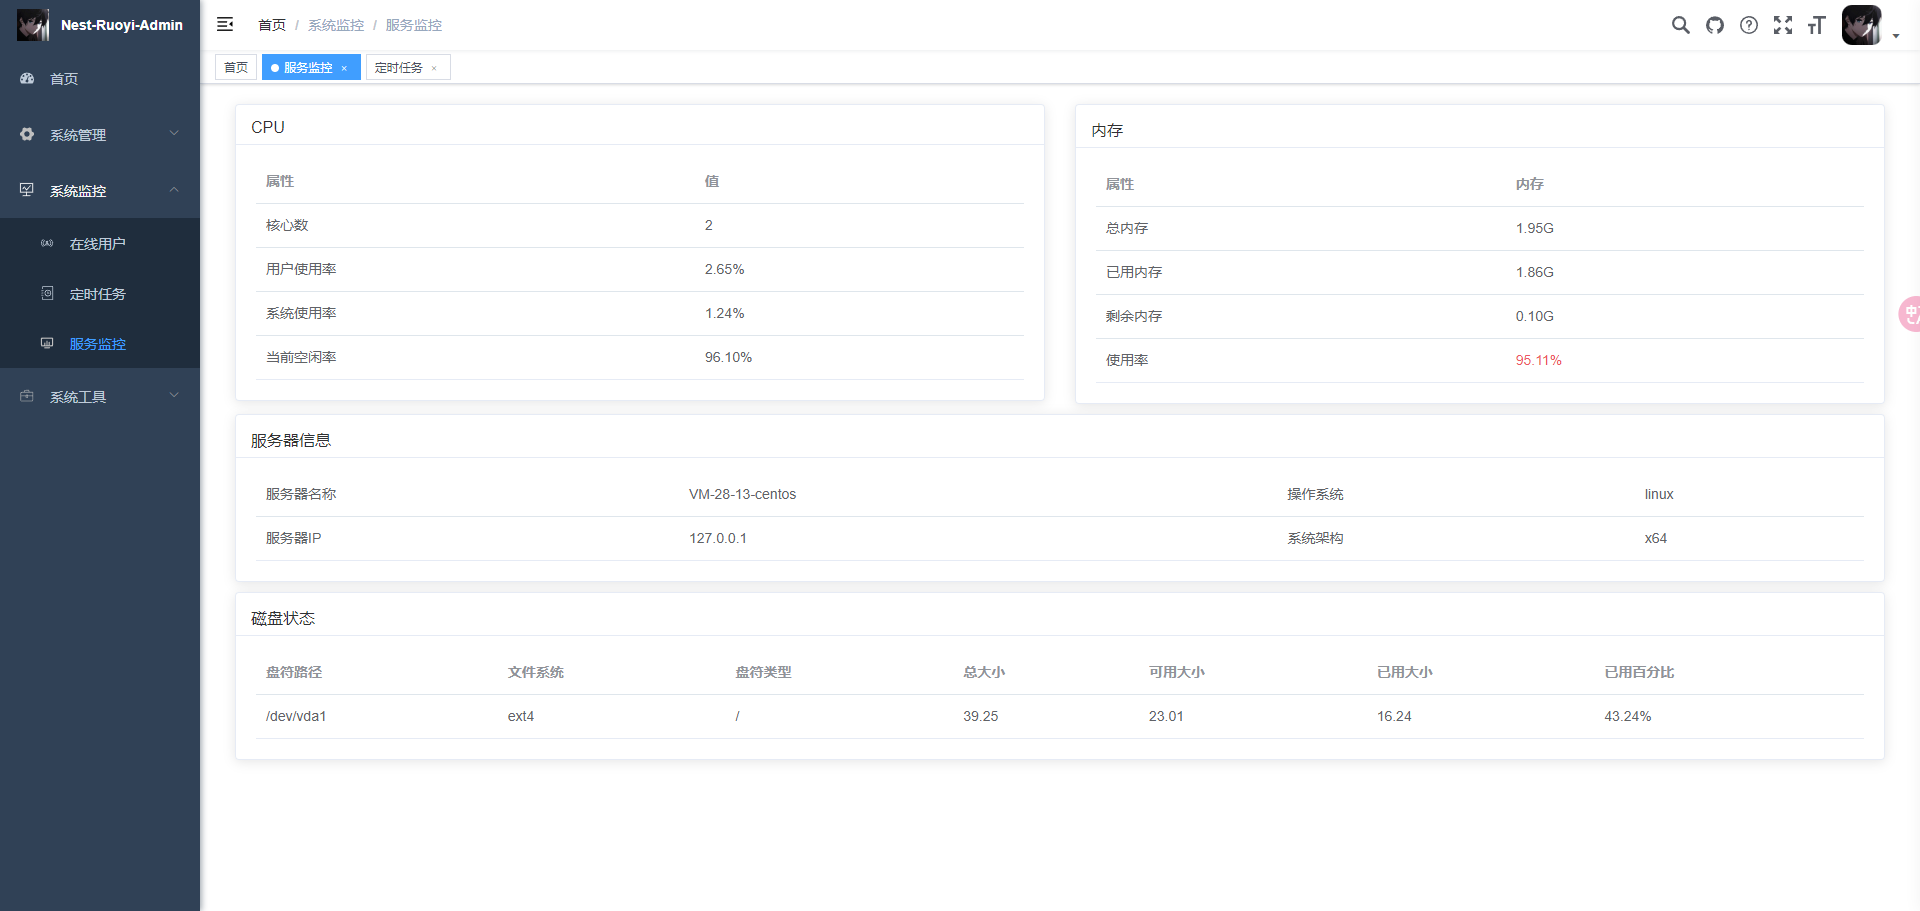 Nest-Ruoyi-Admin
首页
系统管理
系统监控
在线用户
定时任务
服务监控
系统工具
首页 / 系统监控 / 服务监控
首页 服务监控 × 定时任务 ×
CPU
属性 值
核心数 2
用户使用率 2.65%
系统使用率 1.24%
当前空闲率 96.10%
内存
属性 内存
总内存 1.95G
已用内存 1.86G
剩余内存 0.10G
使用率 95.11%
服务器信息
服务器名称 VM-28-13-centos 操作系统 linux
服务器IP 127.0.0.1 系统架构 x64
磁盘状态
盘符路径 文件系统 盘符类型 总大小 可用大小 已用大小 已用百分比
/dev/vda1 ext4 / 39.25 23.01 16.24 43.24%